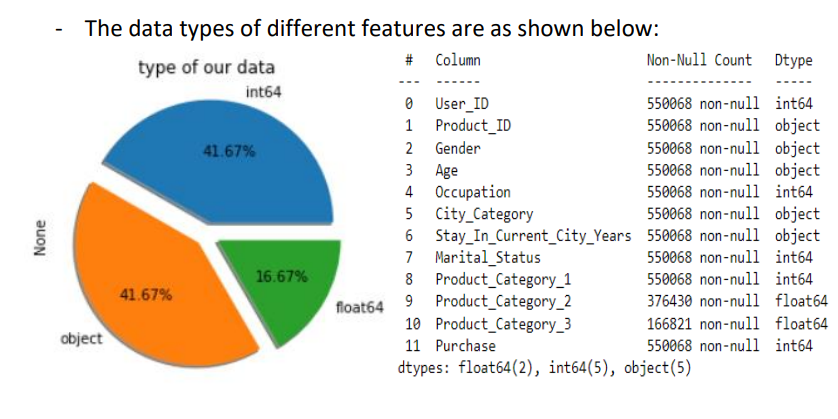 - The data types of different features are as shown below:
type of our data
int64
41.67%
None
16.67%
41.67%
float64
object
# Column Non-Null Count Dtype
--- ------ -------------- -----
0 User_ID 550068 non-null int64
1 Product_ID 550068 non-null object
2 Gender 550068 non-null object
3 Age 550068 non-null object
4 Occupation 550068 non-null int64
5 City_Category 550068 non-null object
6 Stay_In_Current_City_Years 550068 non-null object
7 Marital_Status 550068 non-null int64
8 Product_Category_1 550068 non-null int64
9 Product_Category_2 376430 non-null float64
10 Product_Category_3 166821 non-null float64
11 Purchase 550068 non-null int64
dtypes: float64(2), int64(5), object(5)